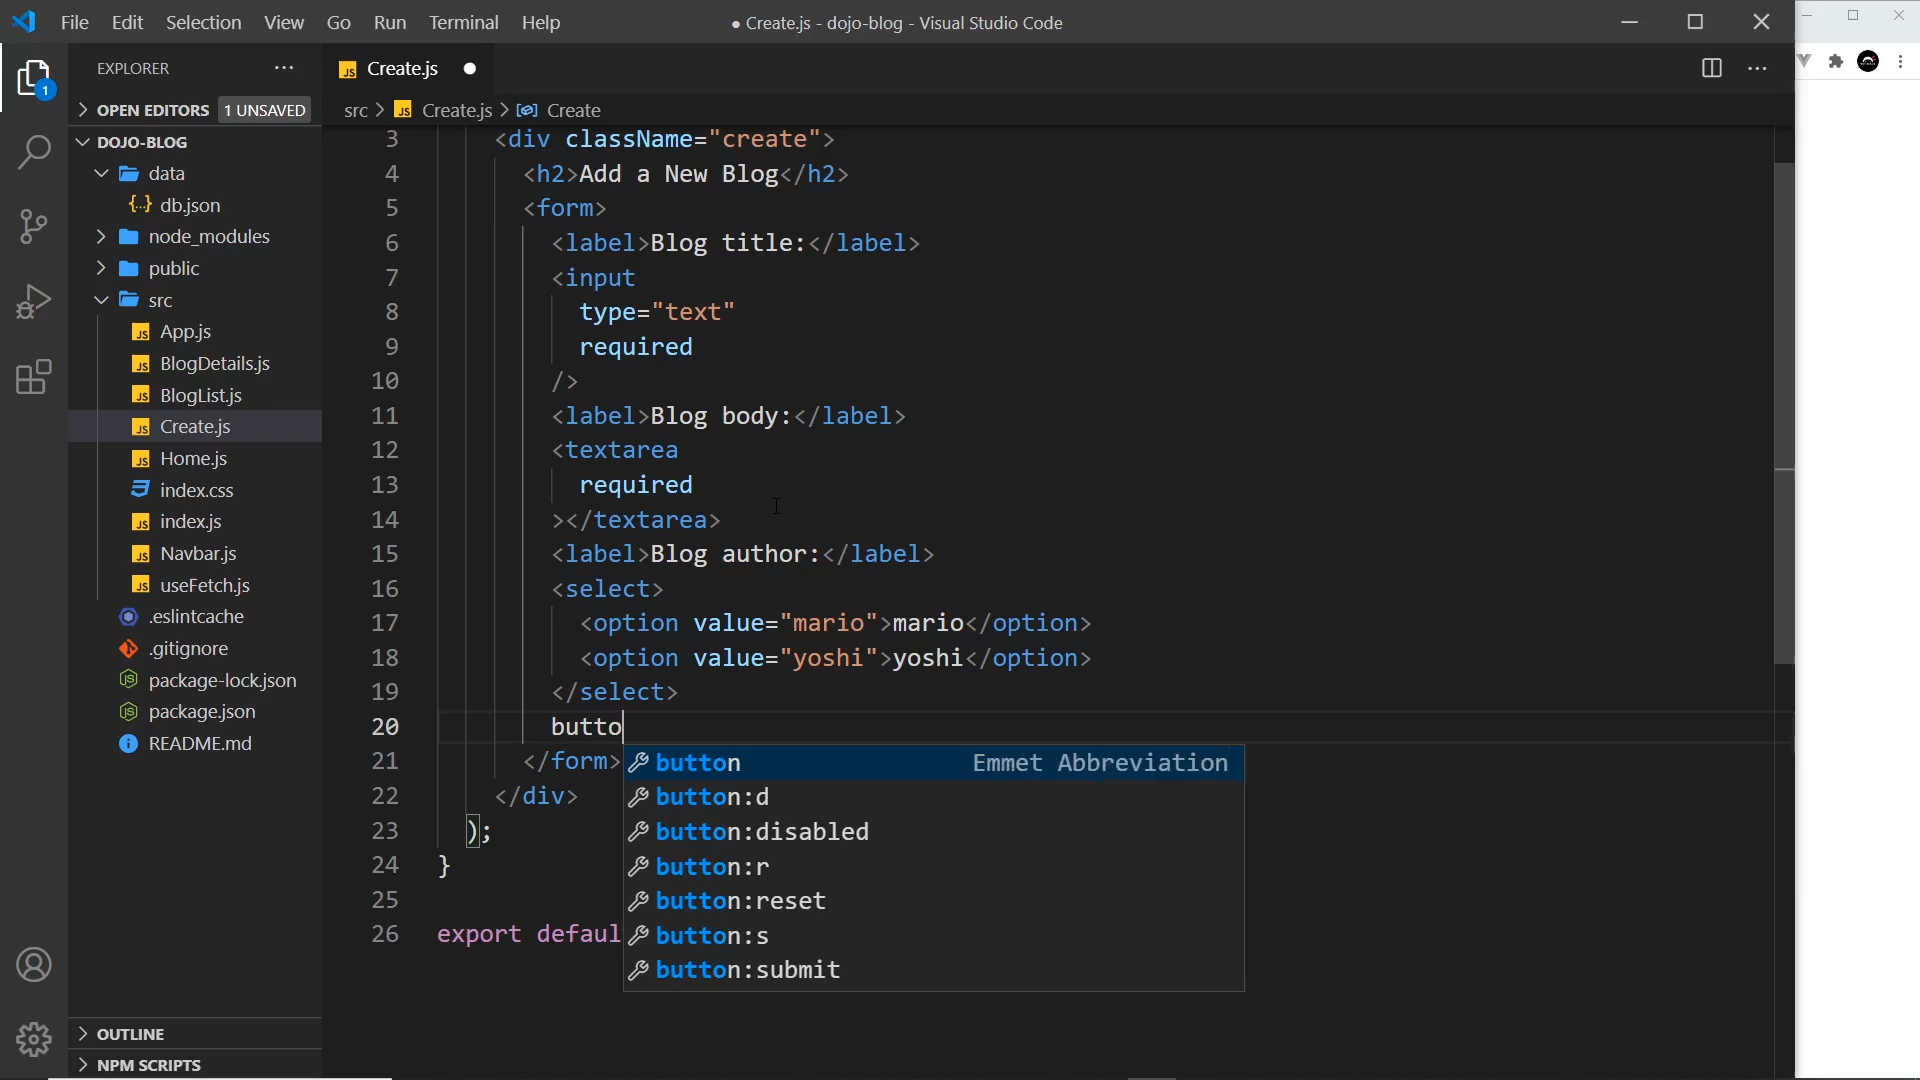 File Edit Selection View Go Run Terminal Help
● Create.js - dojo-blog - Visual Studio Code
EXPLORER
1
OPEN EDITORS 1 UNSAVED
DOJO-BLOG
data
db.json
node_modules
public
src
App.js
BlogDetails.js
BlogList.js
Create.js
Home.js
index.css
index.js
Navbar.js
useFetch.js
.eslintcache
.gitignore
package-lock.json
package.json
README.md
OUTLINE
NPM SCRIPTS
JS Create.js ●
src > JS Create.js > Create
3 <div className="create">
4 <h2>Add a New Blog</h2>
5 <form>
6 <label>Blog title:</label>
7 <input
8 type="text"
9 required
10 />
11 <label>Blog body:</label>
12 <textarea
13 required
14 ></textarea>
15 <label>Blog author:</label>
16 <select>
17 <option value="mario">mario</option>
18 <option value="yoshi">yoshi</option>
19 </select>
20 butto
21 </form>
22 </div>
23 );
24 }
25
26 export defaul
button Emmet Abbreviation
button:d
button:disabled
button:r
button:reset
button:s
button:submit